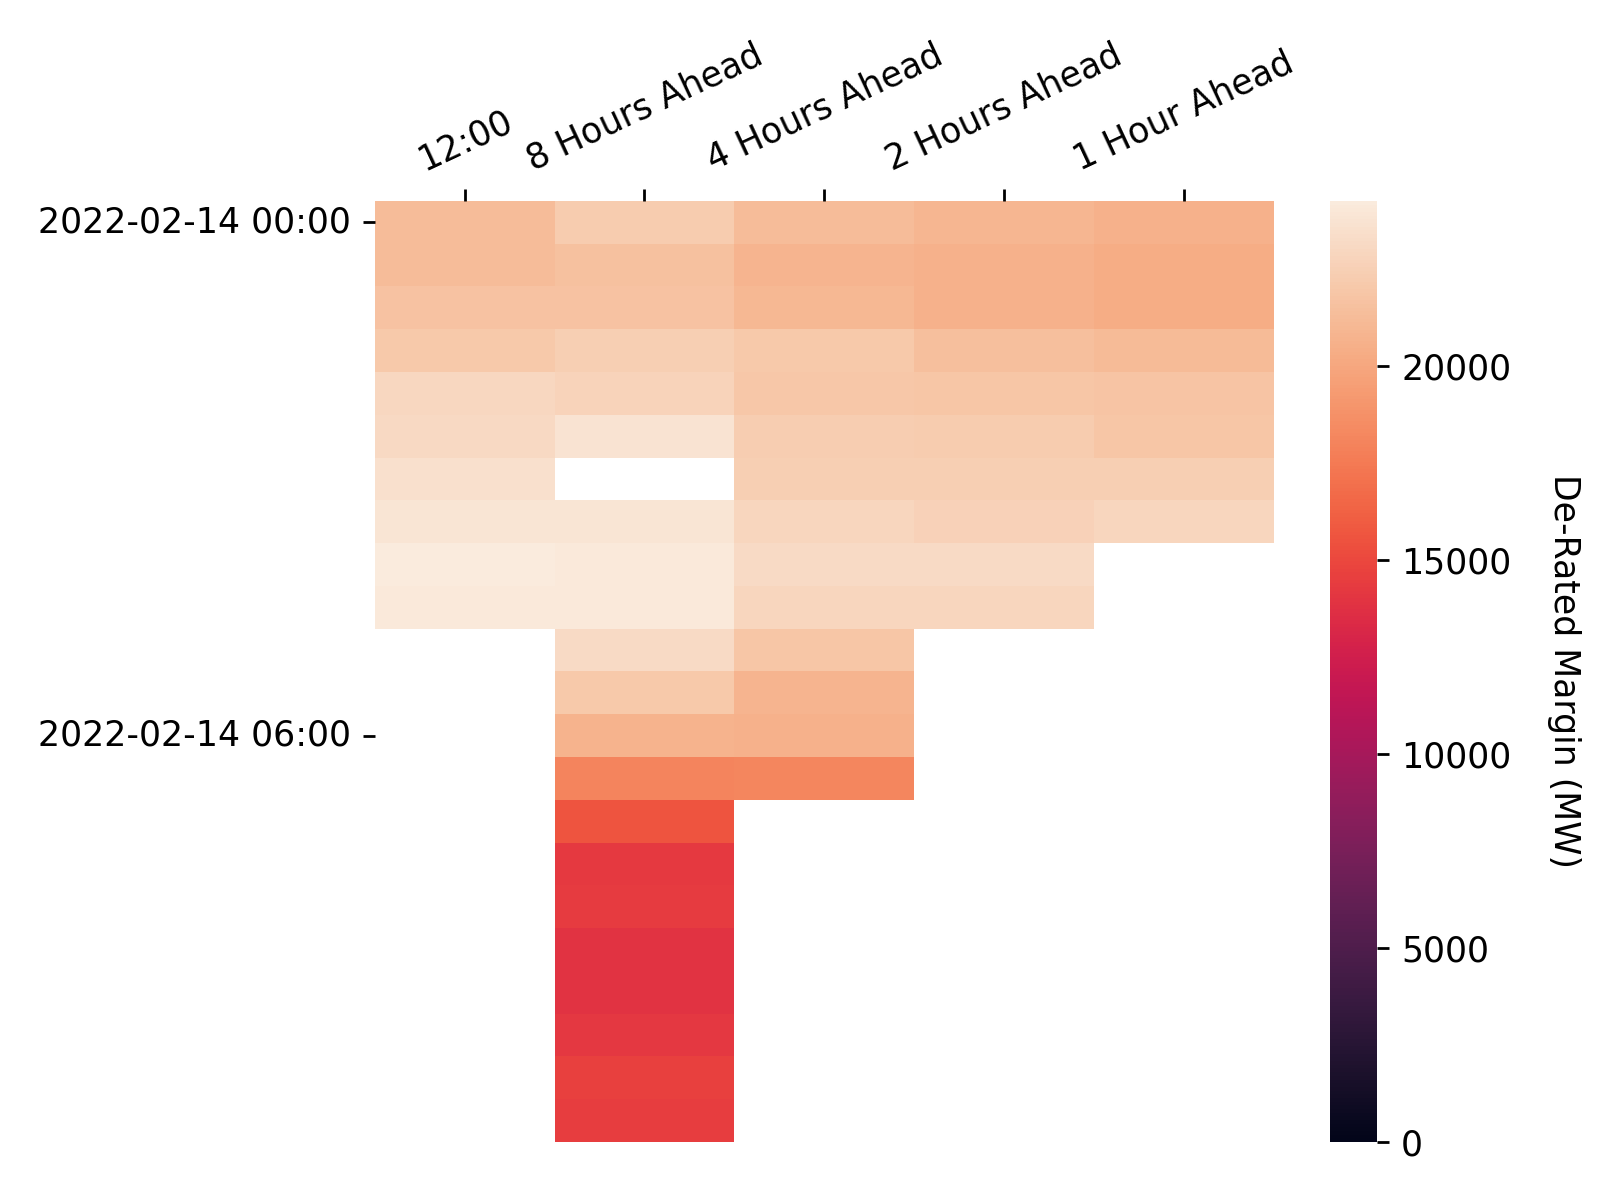 12:00
8 Hours Ahead
4 Hours Ahead
2 Hours Ahead
1 Hour Ahead
2022-02-14 00:00
2022-02-14 06:00
20000
15000
10000
5000
0
De-Rated Margin (MW)